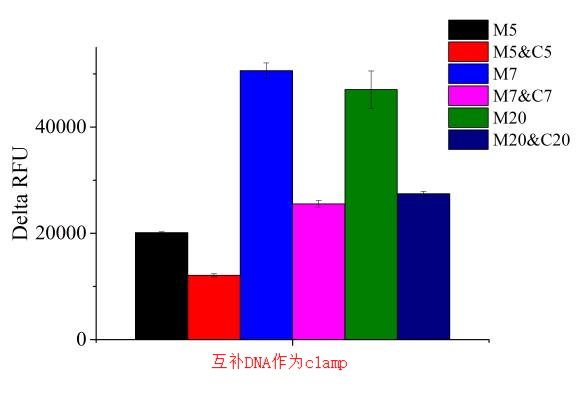 M5
M5&C5
M7
M7&C7
M20
M20&C20
Delta RFU
40000
20000
0
互补DNA作为clamp